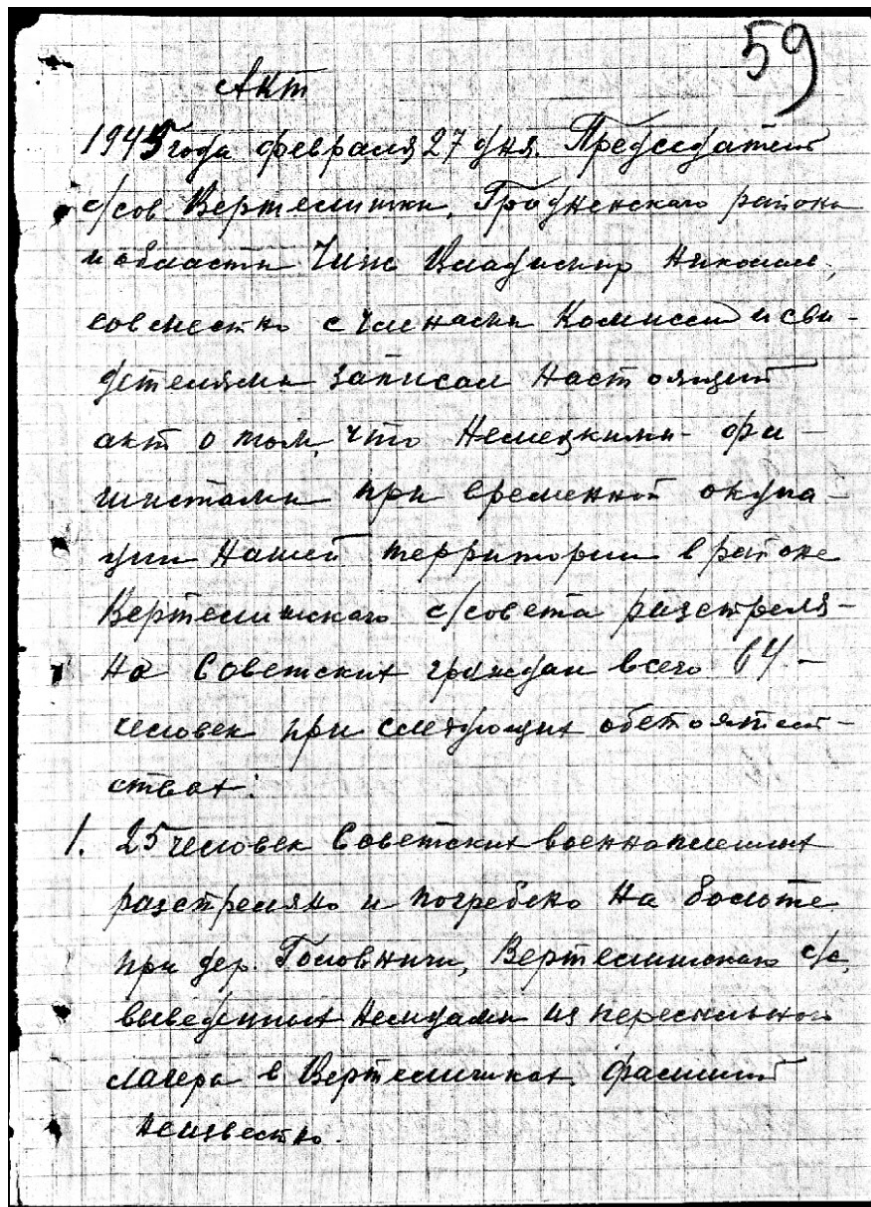 59
Акт
1945 года февраля 27 дня. Председатель
с/сов Вертелишки, Гродненского района
и области Чиж Владимир Николаев,
совместно с членами Комиссии и сви-
детелями записал настоящий
акт о том, что Немецкими фа-
шистами при временной окупа-
ции Нашей территории в районе
Вертелишского с/совета разстреля-
но Советских граждан всего 64 -
человек при следующих обстоятель-
ствах:
1. 25 человек Советских военнопленных
разстреляно и погребено на болоте
при дер. Головничи, Вертелишского с/с,
выведенных немцами из пересыльного
лагеря в Вертелишках, фамилий
неизвестно.